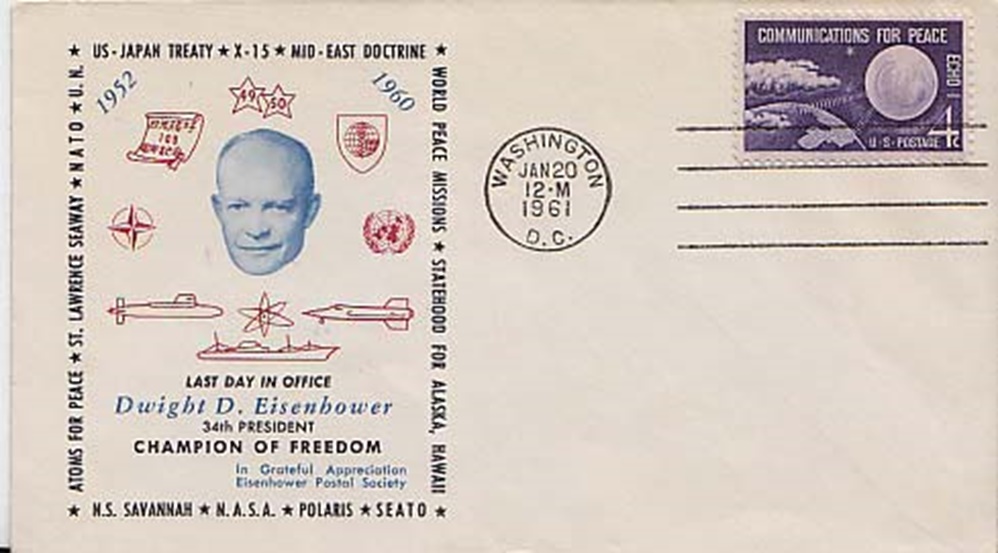 ★ US-JAPAN TREATY ★ X-15 ★ MID-EAST DOCTRINE ★
WORLD PEACE MISSIONS ★ STATEHOOD FOR ALASKA, HAWAII
★ N.S. SAVANNAH ★ N.A.S.A. ★ POLARIS ★ SEATO ★
ATOMS FOR PEACE ★ ST. LAWRENCE SEAWAY ★ NATO ★ U.N.
1952
1960
49
50
LAST DAY IN OFFICE
Dwight D. Eisenhower
34th PRESIDENT
CHAMPION OF FREEDOM
In Grateful Appreciation
Eisenhower Postal Society
WASHINGTON
JAN 20
12-M
1961
D.C.
COMMUNICATIONS FOR PEACE
ECHO I
U·S·POSTAGE 4c